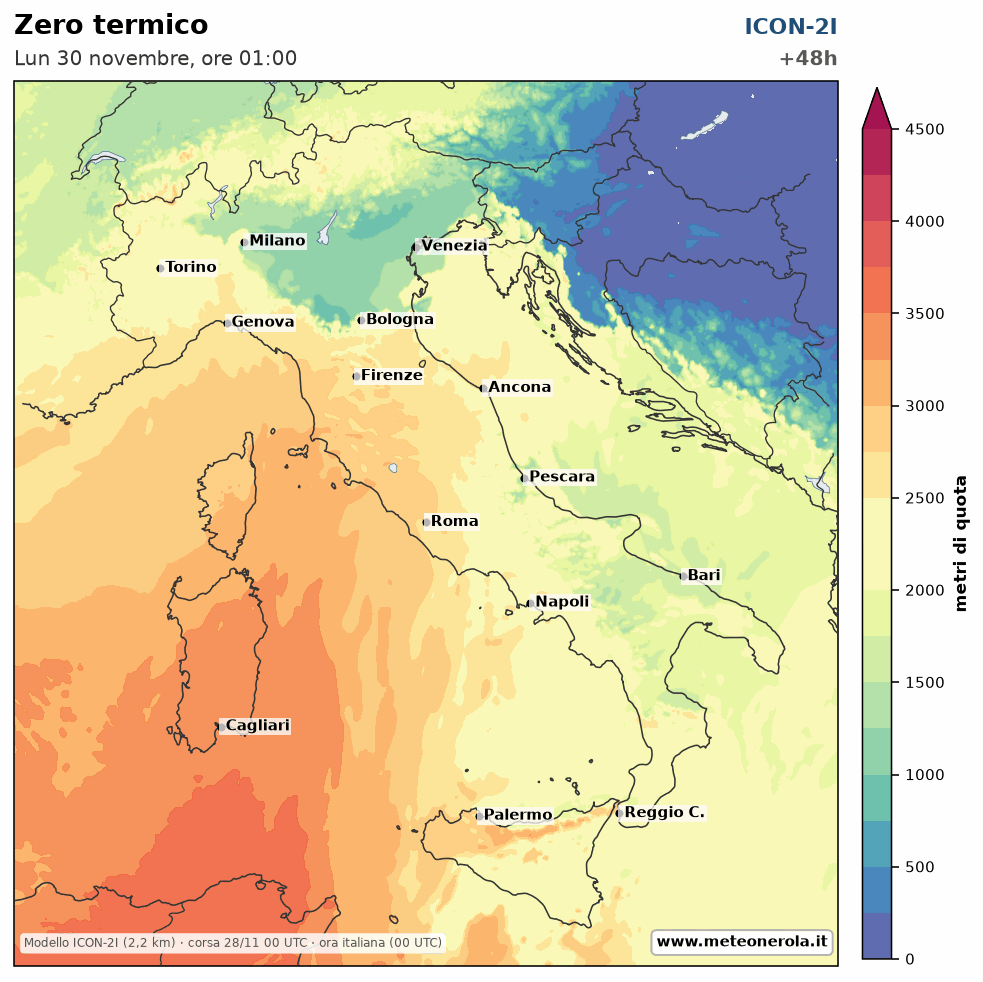 Zero termico
ICON-2I
Lun 30 novembre, ore 01:00
+48h
Milano
Venezia
Torino
Genova
Bologna
Firenze
Ancona
Pescara
Roma
Bari
Napoli
Cagliari
Palermo
Reggio C.
Modello ICON-2I (2,2 km) · corsa 28/11 00 UTC · ora italiana (00 UTC)
www.meteonerola.it
4500
4000
3500
3000
2500
2000
1500
1000
500
0
metri di quota